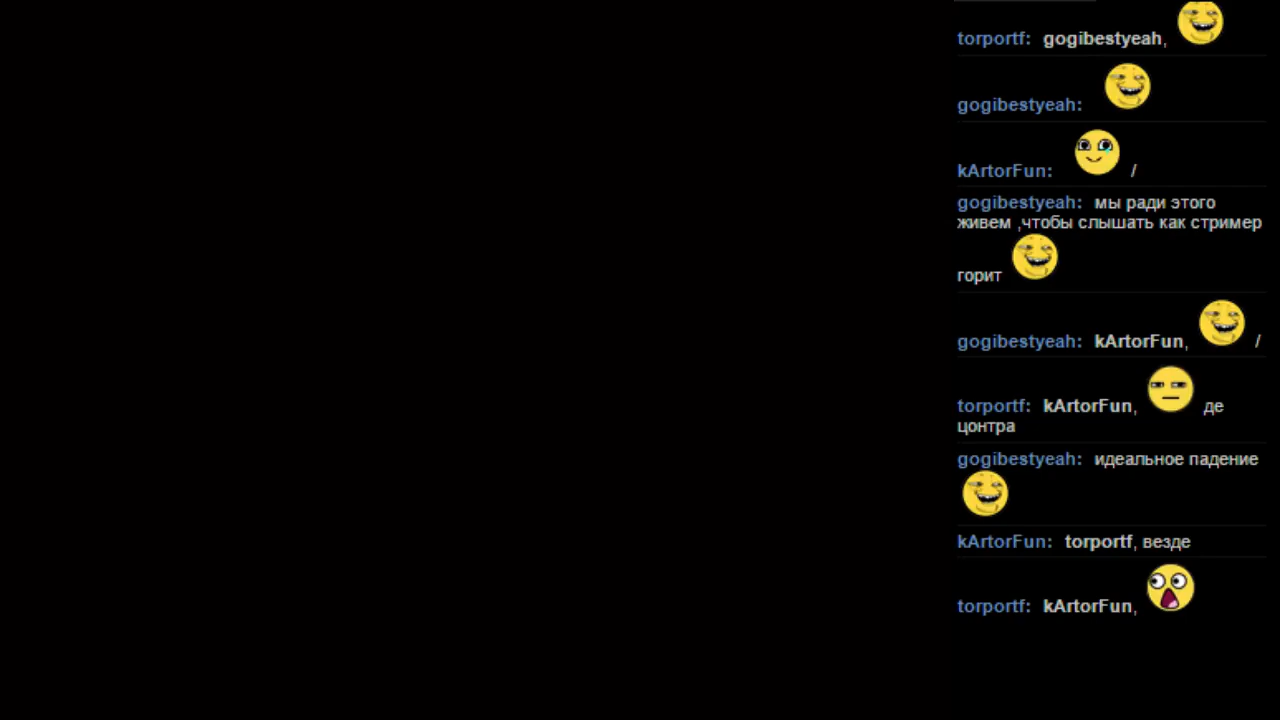 torportf: gogibestyeah,
gogibestyeah:
kArtorFun: /
gogibestyeah: мы ради этого
живем ,чтобы слышать как стример
горит
gogibestyeah: kArtorFun, /
torportf: kArtorFun, де
цонтра
gogibestyeah: идеальное падение
kArtorFun: torportf, везде
torportf: kArtorFun,